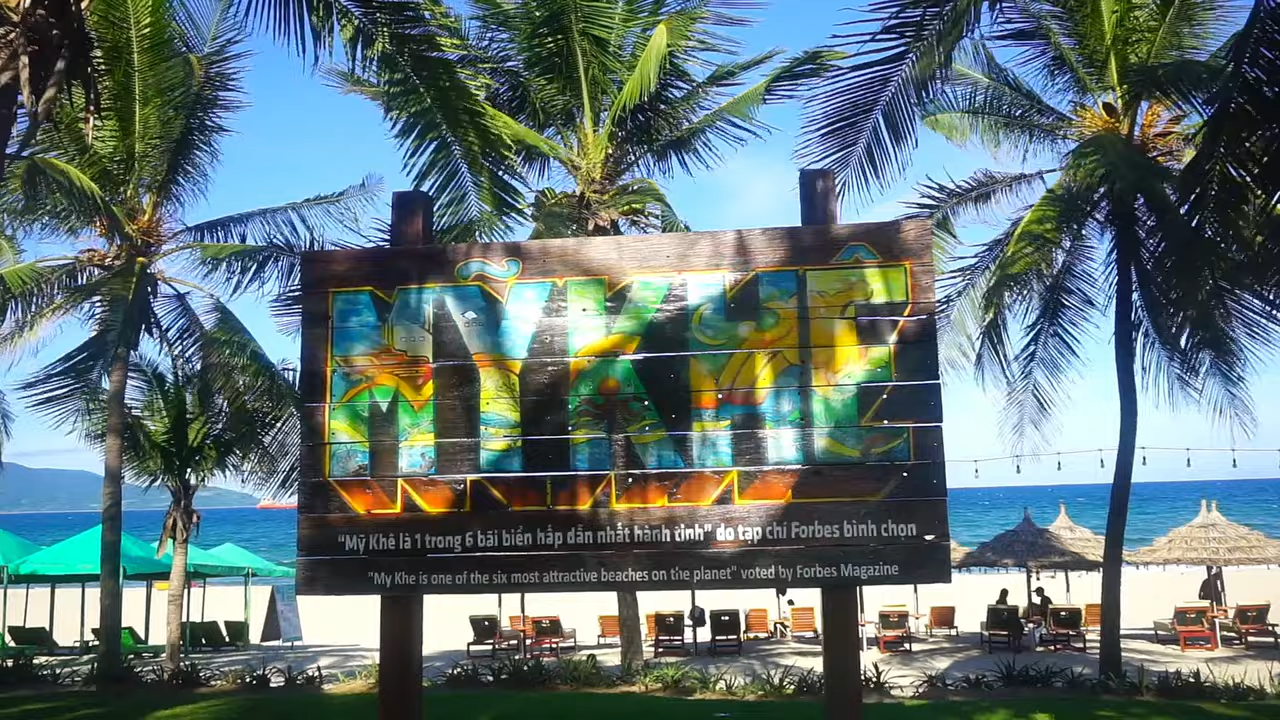 MỸ KHÊ
"Mỹ Khê là 1 trong 6 bãi biển hấp dẫn nhất hành tinh" do tạp chí Forbes bình chọn
"My Khe is one of the six most attractive beaches on the planet" voted by Forbes Magazine